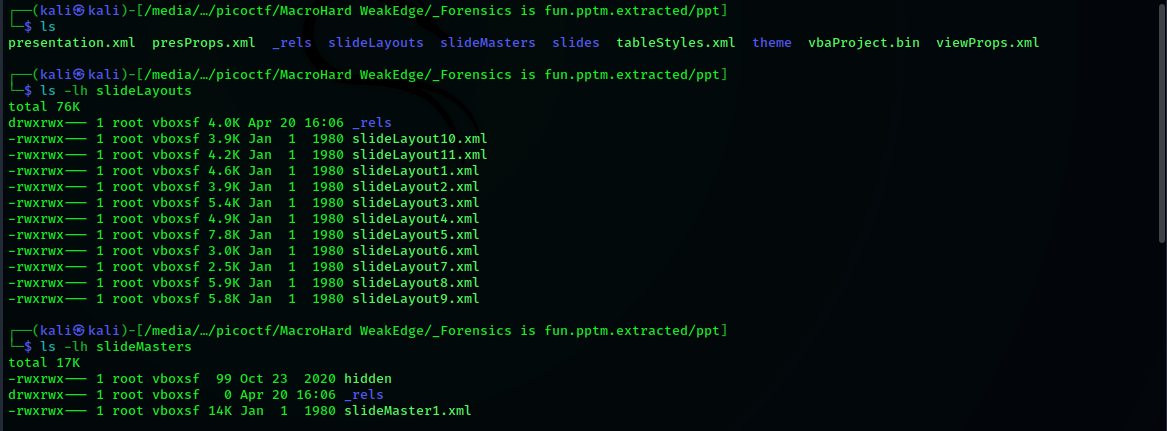 ┌──(kali㉿kali)-[/media/…/picoctf/MacroHard WeakEdge/_Forensics is fun.pptm.extracted/ppt]
└─$ ls
presentation.xml  presProps.xml  _rels  slideLayouts  slideMasters  slides  tableStyles.xml  theme  vbaProject.bin  viewProps.xml
┌──(kali㉿kali)-[/media/…/picoctf/MacroHard WeakEdge/_Forensics is fun.pptm.extracted/ppt]
└─$ ls -lh slideLayouts
total 76K
drwxrwx--- 1 root vboxsf 4.0K Apr 20 16:06 _rels
-rwxrwx--- 1 root vboxsf 3.9K Jan  1  1980 slideLayout10.xml
-rwxrwx--- 1 root vboxsf 4.2K Jan  1  1980 slideLayout11.xml
-rwxrwx--- 1 root vboxsf 4.6K Jan  1  1980 slideLayout1.xml
-rwxrwx--- 1 root vboxsf 3.9K Jan  1  1980 slideLayout2.xml
-rwxrwx--- 1 root vboxsf 5.4K Jan  1  1980 slideLayout3.xml
-rwxrwx--- 1 root vboxsf 4.9K Jan  1  1980 slideLayout4.xml
-rwxrwx--- 1 root vboxsf 7.8K Jan  1  1980 slideLayout5.xml
-rwxrwx--- 1 root vboxsf 3.0K Jan  1  1980 slideLayout6.xml
-rwxrwx--- 1 root vboxsf 2.5K Jan  1  1980 slideLayout7.xml
-rwxrwx--- 1 root vboxsf 5.9K Jan  1  1980 slideLayout8.xml
-rwxrwx--- 1 root vboxsf 5.8K Jan  1  1980 slideLayout9.xml
┌──(kali㉿kali)-[/media/…/picoctf/MacroHard WeakEdge/_Forensics is fun.pptm.extracted/ppt]
└─$ ls -lh slideMasters
total 17K
-rwxrwx--- 1 root vboxsf  99 Oct 23  2020 hidden
drwxrwx--- 1 root vboxsf   0 Apr 20 16:06 _rels
-rwxrwx--- 1 root vboxsf 14K Jan  1  1980 slideMaster1.xml